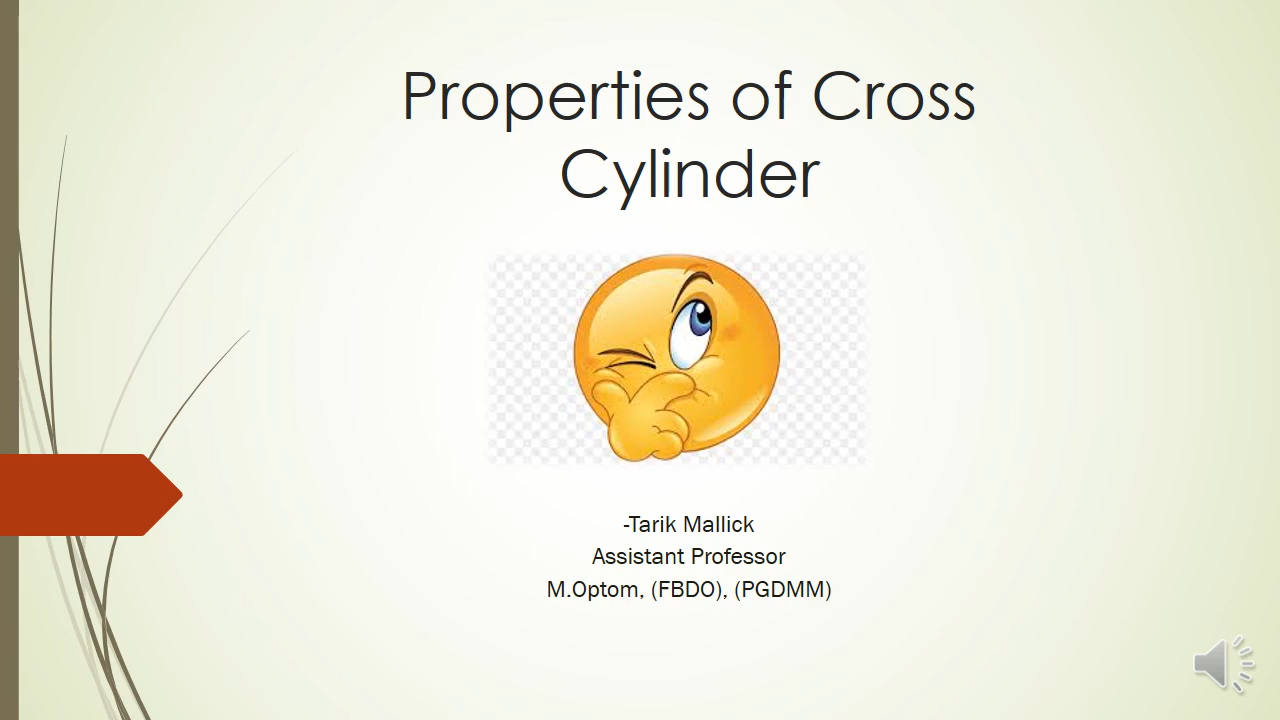 Properties of Cross
Cylinder
-Tarik Mallick
Assistant Professor
M.Optom, (FBDO), (PGDMM)